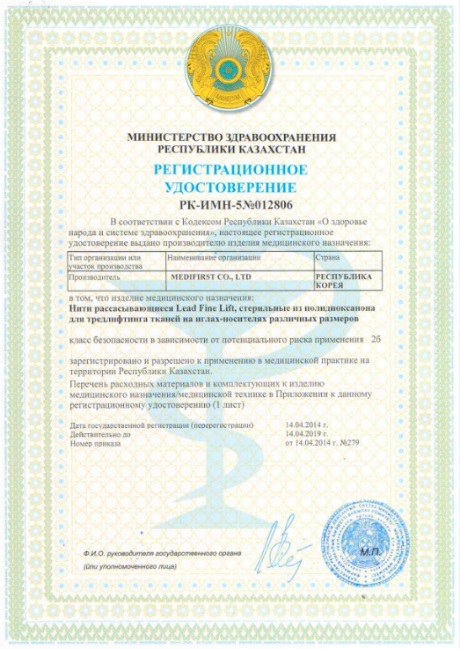 МИНИСТЕРСТВО ЗДРАВООХРАНЕНИЯ
РЕСПУБЛИКИ КАЗАХСТАН
РЕГИСТРАЦИОННОЕ
УДОСТОВЕРЕНИЕ
РК-ИМН-5№012806
В соответствии с Кодексом Республики Казахстан «О здоровье
народа и системе здравоохранения», настоящее регистрационное
удостоверение выдано производителю изделия медицинского назначения:
Тип организации или участок производства Наименование организации Страна
Производитель MEDIFIRST CO., LTD РЕСПУБЛИКА КОРЕЯ
в том, что изделие медицинского назначения:
Нити рассасывающиеся Lead Fine Lift, стерильные из полидиоксанона
для тредлифтинга тканей на иглах-носителях различных размеров
класс безопасности в зависимости от потенциального риска применения 2б
зарегистрировано и разрешено к применению в медицинской практике на
территории Республики Казахстан.
Перечень расходных материалов и комплектующих к изделию
медицинского назначения/медицинской технике в Приложении к данному
регистрационному удостоверению (1 лист)
Дата государственной регистрации (перерегистрации) 14.04.2014 г.
Действительно до 14.04.2019 г.
Номер приказа от 14.04.2014 г. №279
Ф.И.О. руководителя государственного органа
(или уполномоченного лица)
М.П.